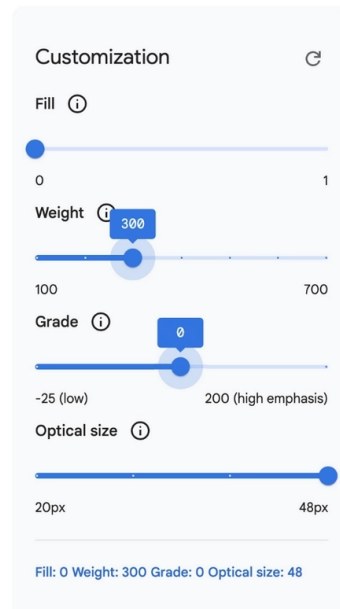 Customization
Fill
0 1
Weight
300
100 700
Grade
0
-25 (low) 200 (high emphasis)
Optical size
20px 48px
Fill: 0 Weight: 300 Grade: 0 Optical size: 48